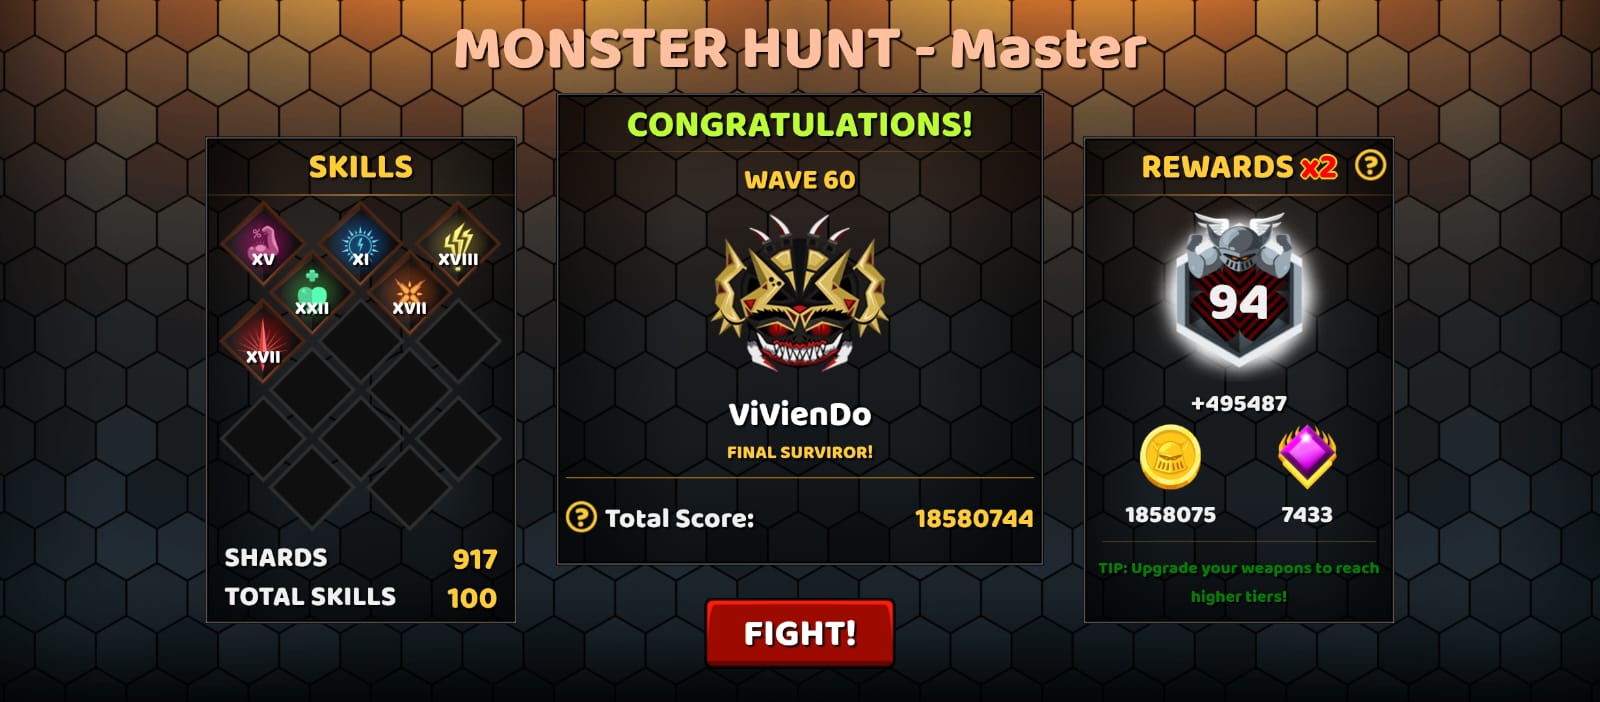 MONSTER HUNT - Master
SKILLS
XV
XI
XVIII
XXII
XVII
XVII
SHARDS 917
TOTAL SKILLS 100
CONGRATULATIONS!
WAVE 60
ViVienDo
FINAL SURVIROR!
? Total Score: 18580744
FIGHT!
REWARDS x2 ?
94
+495487
1858075 7433
TIP: Upgrade your weapons to reach
higher tiers!